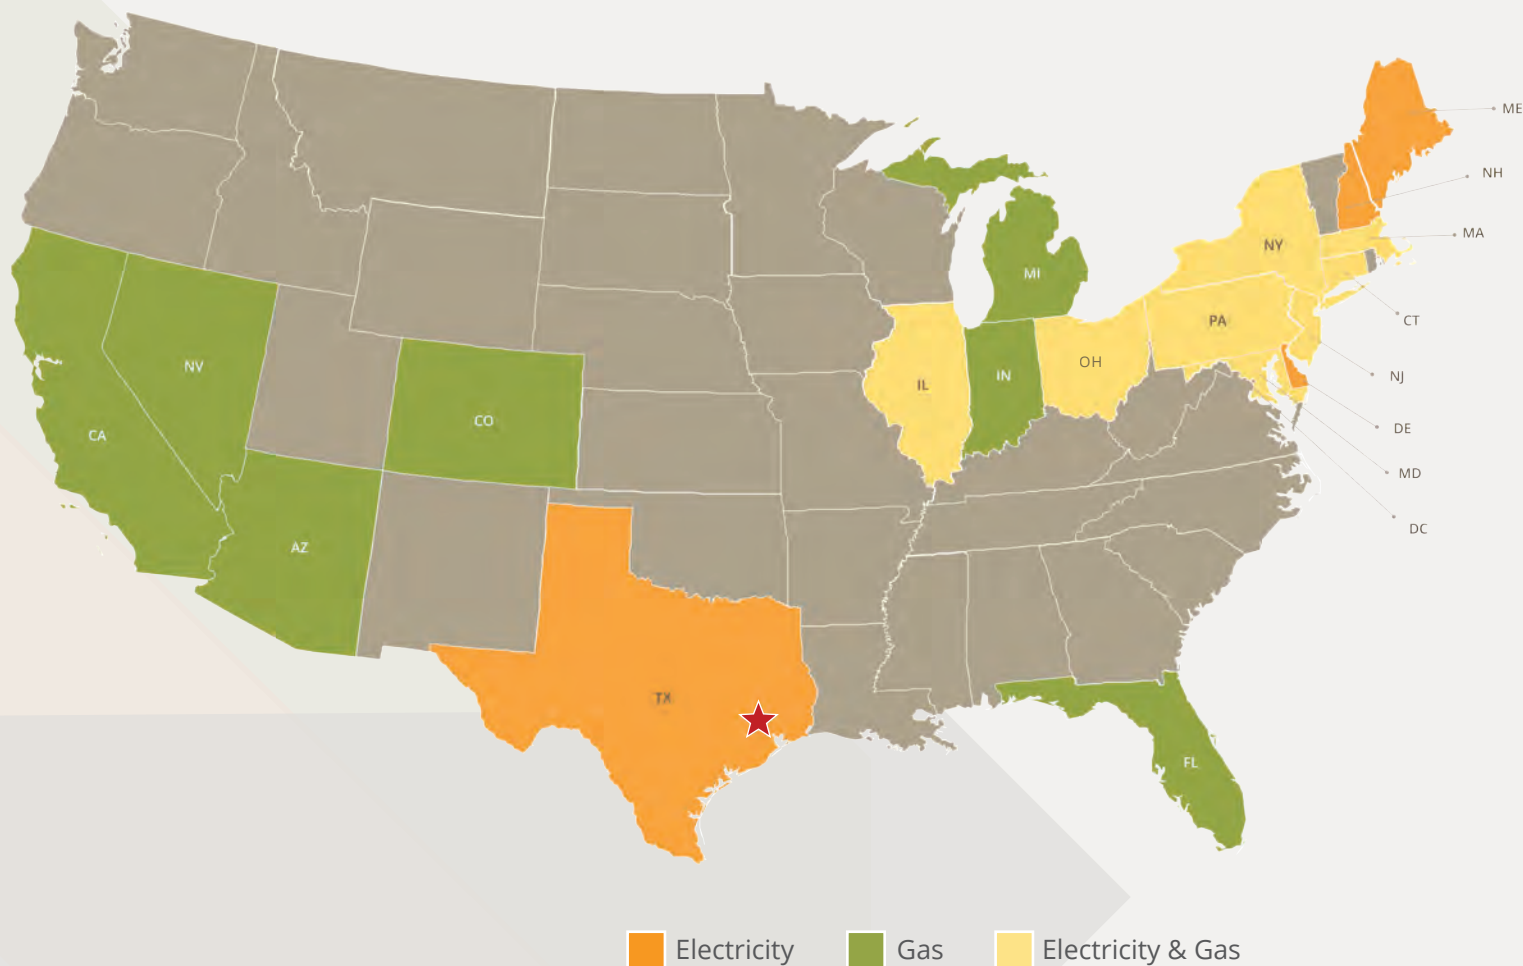 ME
NH
MA
NY
MI
CT
PA
OH
NV
NJ
IN
IL
CO
DE
CA
MD
DC
AZ
TX
FL
Electricity
Gas
Electricity & Gas